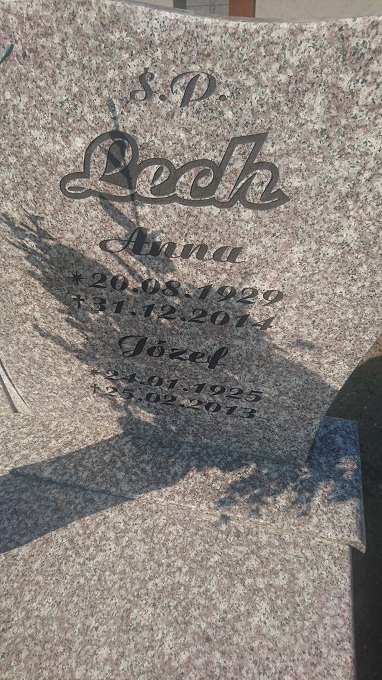 Ś.P.
Lech
Anna
*20.08.1929
†31.12.2014
Józef
*24.01.1925
†25.02.2013